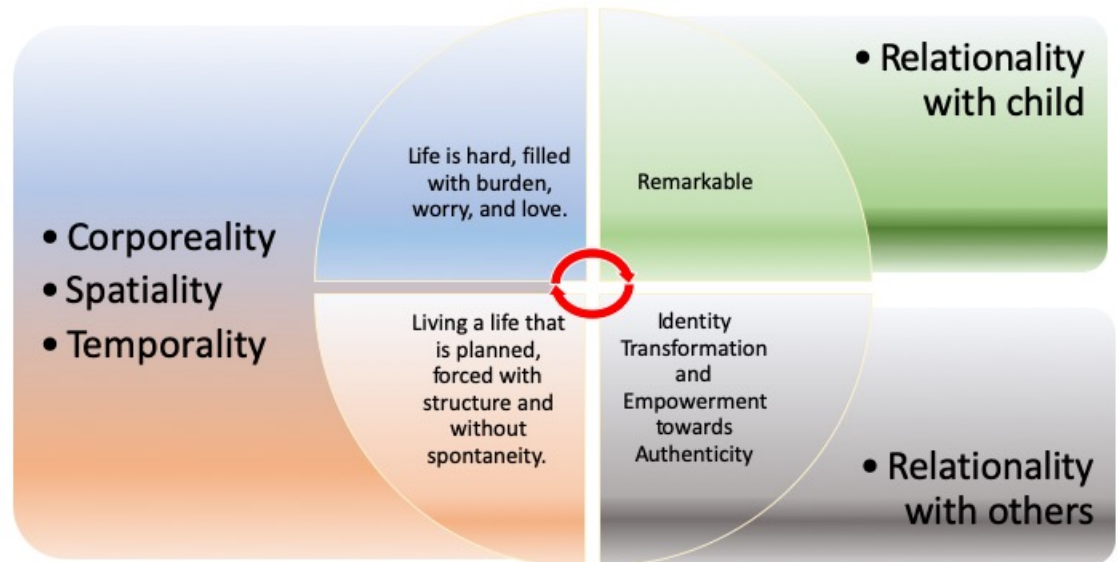 • Corporeality
• Spatiality
• Temporality
Life is hard, filled
with burden,
worry, and love.
Remarkable
• Relationality
with child
Living a life that
is planned,
forced with
structure and
without
spontaneity.
Identity
Transformation
and
Empowerment
towards
Authenticity
• Relationality
with others